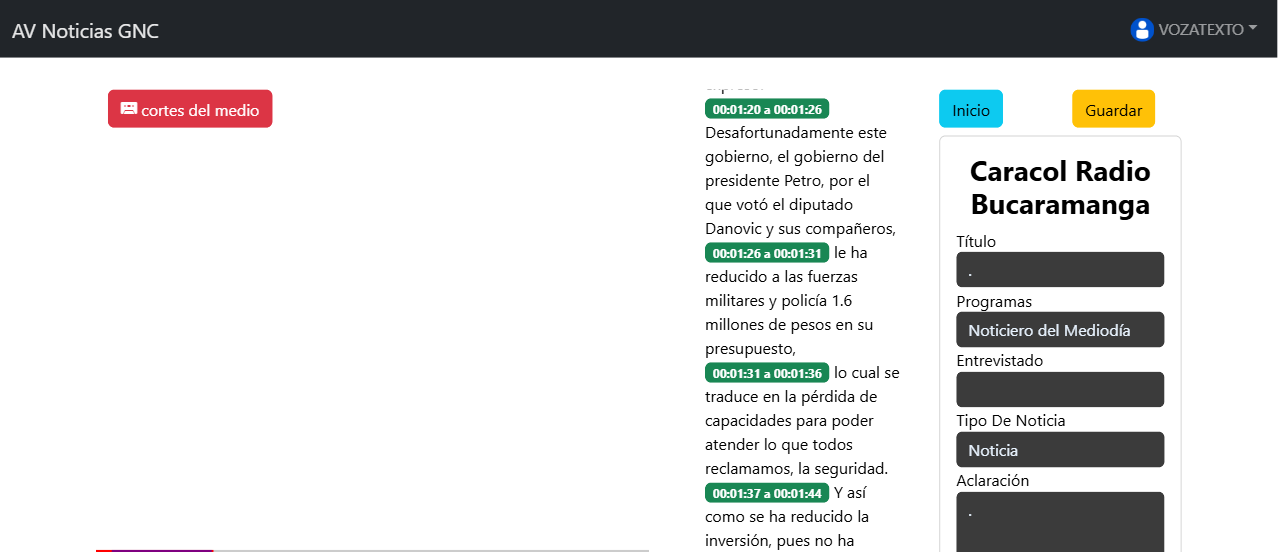 AV Noticias GNC
VOZATEXTO
cortes del medio
00:01:20 a 00:01:26
Desafortunadamente este
gobierno, el gobierno del
presidente Petro, por el
que votó el diputado
Danovic y sus compañeros,
00:01:26 a 00:01:31 le ha
reducido a las fuerzas
militares y policía 1.6
millones de pesos en su
presupuesto,
00:01:31 a 00:01:36 lo cual se
traduce en la pérdida de
capacidades para poder
atender lo que todos
reclamamos, la seguridad.
00:01:37 a 00:01:44 Y así
como se ha reducido la
inversión, pues no ha
Inicio
Guardar
Caracol Radio
Bucaramanga
Título
.
Programas
Noticiero del Mediodía
Entrevistado
Tipo De Noticia
Noticia
Aclaración
.